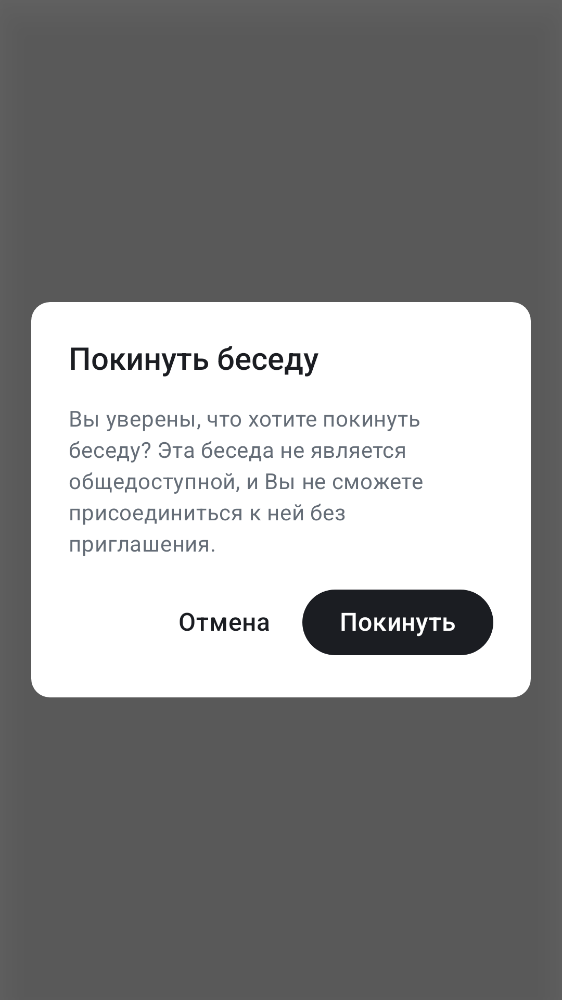 Покинуть беседу
Вы уверены, что хотите покинуть
беседу? Эта беседа не является
общедоступной, и Вы не сможете
присоединиться к ней без
приглашения.
Отмена
Покинуть